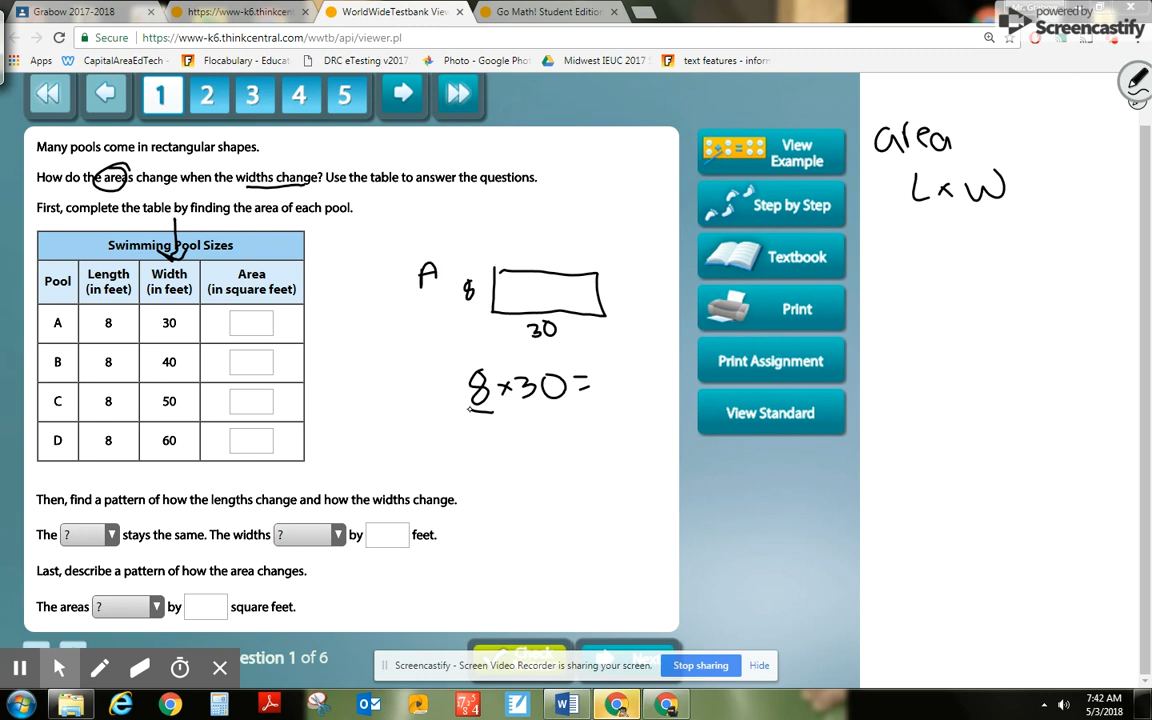 Grabow 2017-2018
https://www-k6.thinkcent
WorldWideTestbank Vie
Go Math! Student Edition
powered by
Screencastify
Secure
https://www-k6.thinkcentral.com/wwtb/api/viewer.pl
Apps
CapitalAreaEdTech -
Flocabulary - Educat
DRC eTesting v2017
Photo - Google Phot
Midwest IEUC 2017 S
text features - inform
1 2 3 4 5
Many pools come in rectangular shapes.
How do the areas change when the widths change? Use the table to answer the questions.
First, complete the table by finding the area of each pool.
Swimming Pool Sizes
Pool Length (in feet) Width (in feet) Area (in square feet)
A 8 30
B 8 40
C 8 50
D 8 60
A
8
30
8 × 30 =
Then, find a pattern of how the lengths change and how the widths change.
The ? stays the same. The widths ? by feet.
Last, describe a pattern of how the area changes.
The areas ? by square feet.
View Example
Step by Step
Textbook
Print
Print Assignment
View Standard
area
L × W
estion 1 of 6
Screencastify - Screen Video Recorder is sharing your screen.
Stop sharing
Hide
7:42 AM
5/3/2018